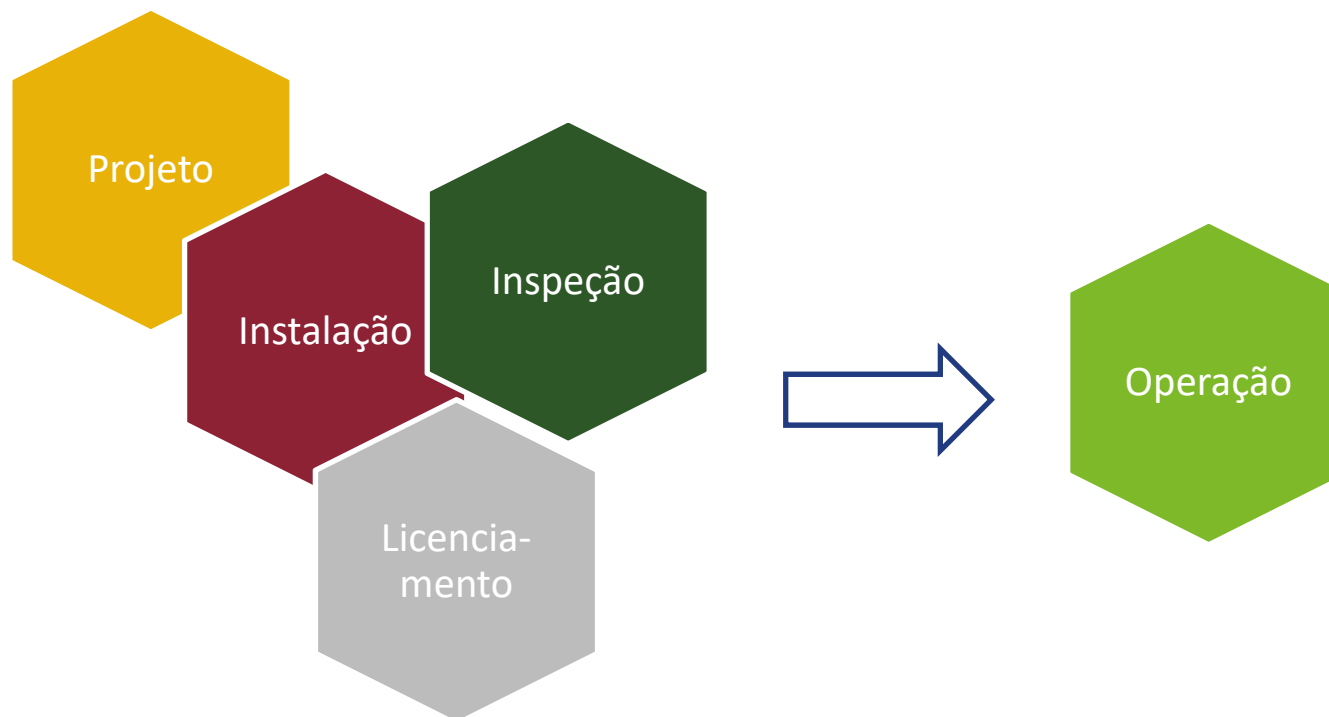 Projeto
Instalação
Inspeção
Licencia-
mento
Operação